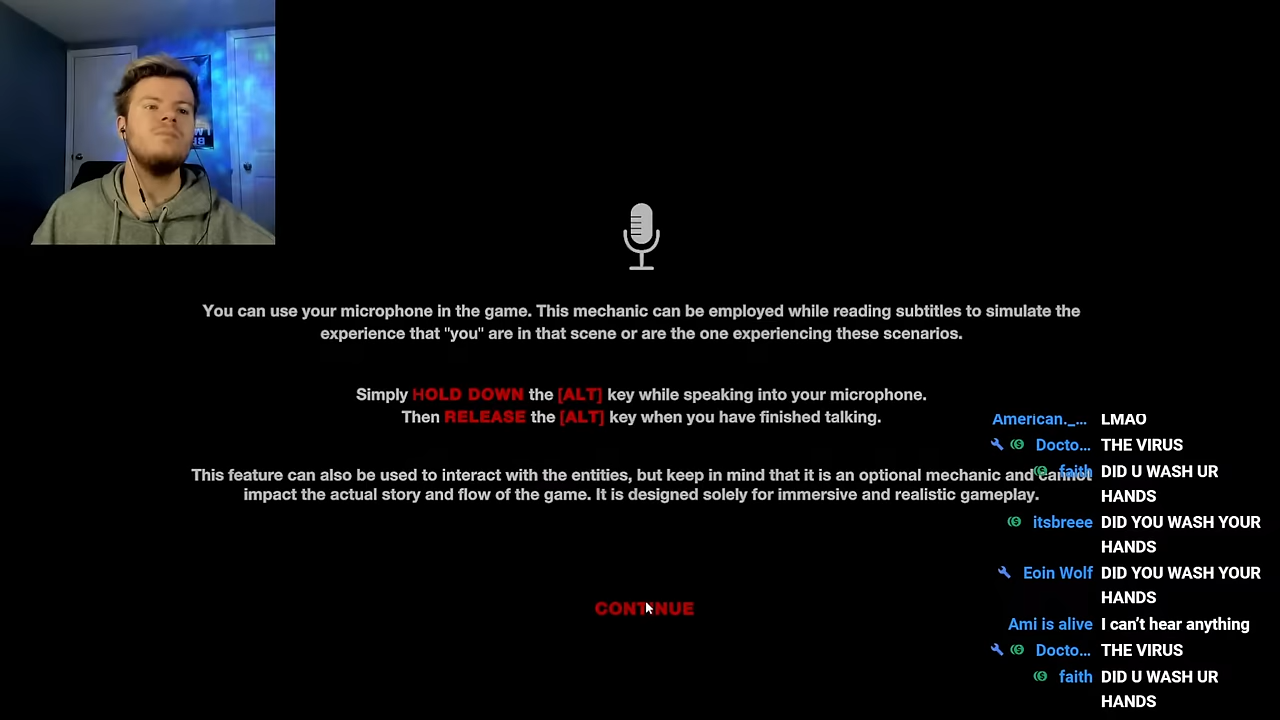 You can use your microphone in the game. This mechanic can be employed while reading subtitles to simulate the
experience that "you" are in that scene or are the one experiencing these scenarios.
Simply HOLD DOWN the [ALT] key while speaking into your microphone.
Then RELEASE the [ALT] key when you have finished talking.
This feature can also be used to interact with the entities, but keep in mind that it is an optional mechanic and cannot
impact the actual story and flow of the game. It is designed solely for immersive and realistic gameplay.
CONTINUE
American._… LMAO
Docto… THE VIRUS
faith DID U WASH UR
HANDS
itsbreee DID YOU WASH YOUR
HANDS
Eoin Wolf DID YOU WASH YOUR
HANDS
Ami is alive I can’t hear anything
Docto… THE VIRUS
faith DID U WASH UR
HANDS